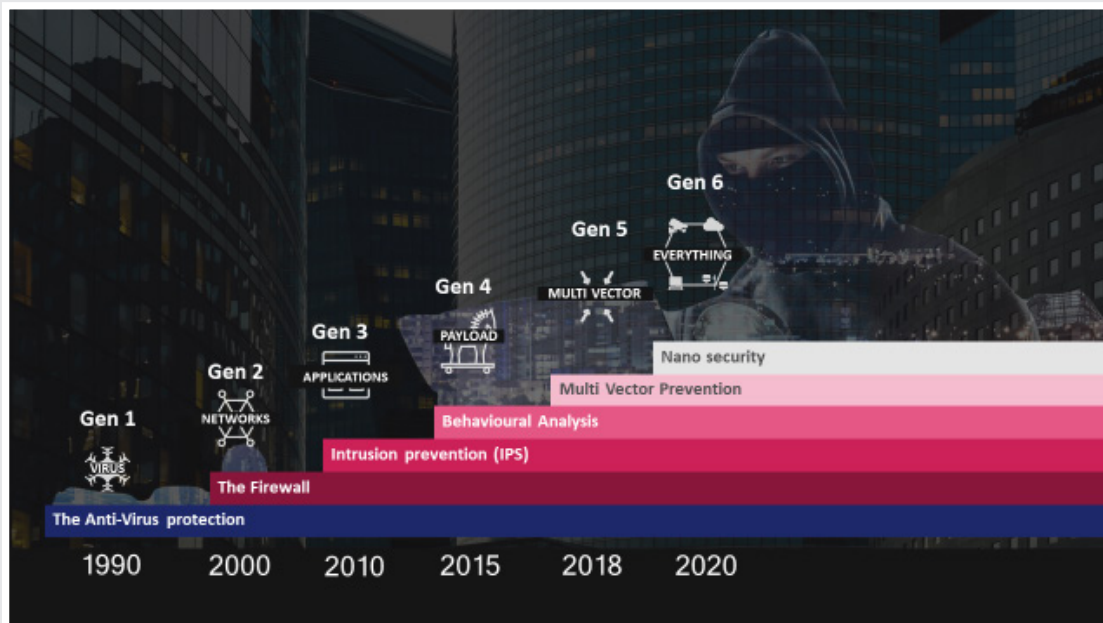 Gen 6
Gen 5
EVERYTHING
Gen 4
MULTI VECTOR
Gen 3
PAYLOAD
Nano security
Gen 2
APPLICATIONS
Multi Vector Prevention
Gen 1
NETWORKS
Behavioural Analysis
VIRUS
Intrusion prevention (IPS)
The Firewall
The Anti-Virus protection
1990 2000 2010 2015 2018 2020